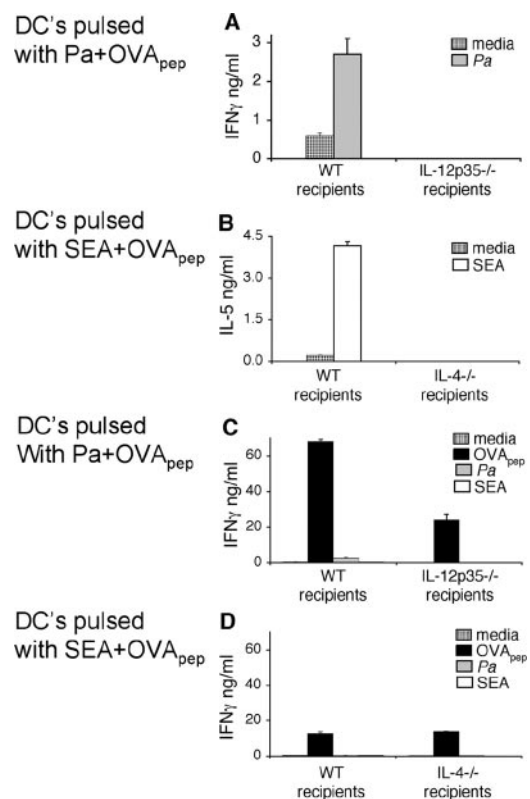 DC's pulsed
with Pa+OVApep
A
media
Pa
IFNγ ng/ml
3
2
1
0
WT
recipients
IL-12p35-/-
recipients
DC's pulsed
with SEA+OVApep
B
media
SEA
IL-5 ng/ml
4.5
3.0
1.5
0.0
WT
recipients
IL-4-/-
recipients
DC's pulsed
With Pa+OVApep
C
media
OVApep
Pa
SEA
IFNγ ng/ml
60
40
20
0
WT
recipients
IL-12p35-/-
recipients
DC's pulsed
with SEA+OVApep
D
media
OVApep
Pa
SEA
IFNγ ng/ml
60
40
20
0
WT
recipients
IL-4-/-
recipients